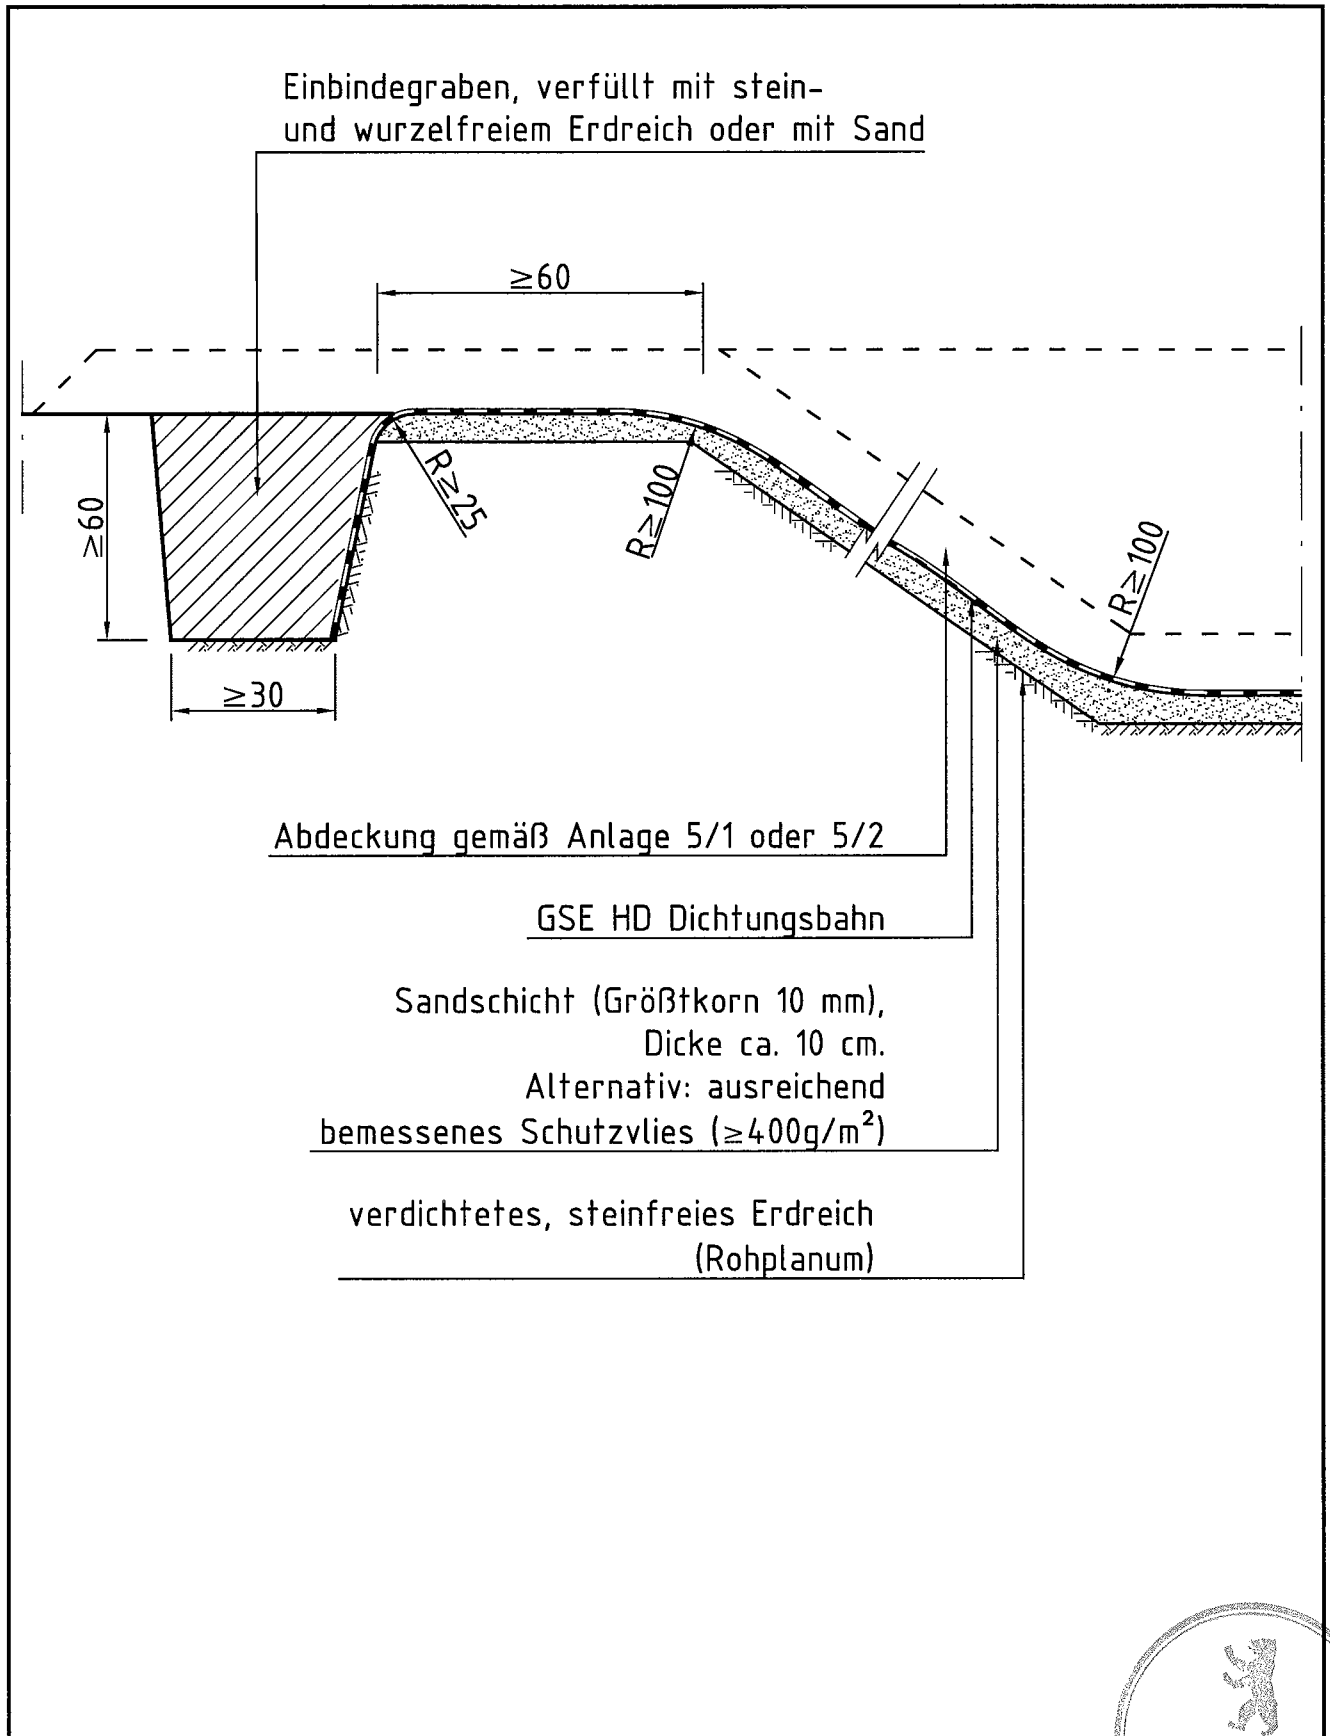 Einbindegraben, verfüllt mit stein-
und wurzelfreiem Erdreich oder mit Sand
≥60
≥60
R≥25
R≥100
R≥100
≥30
Abdeckung gemäß Anlage 5/1 oder 5/2
GSE HD Dichtungsbahn
Sandschicht (Größtkorn 10 mm),
Dicke ca. 10 cm.
Alternativ: ausreichend
bemessenes Schutzvlies (≥400g/m²)
verdichtetes, steinfreies Erdreich
(Rohplanum)